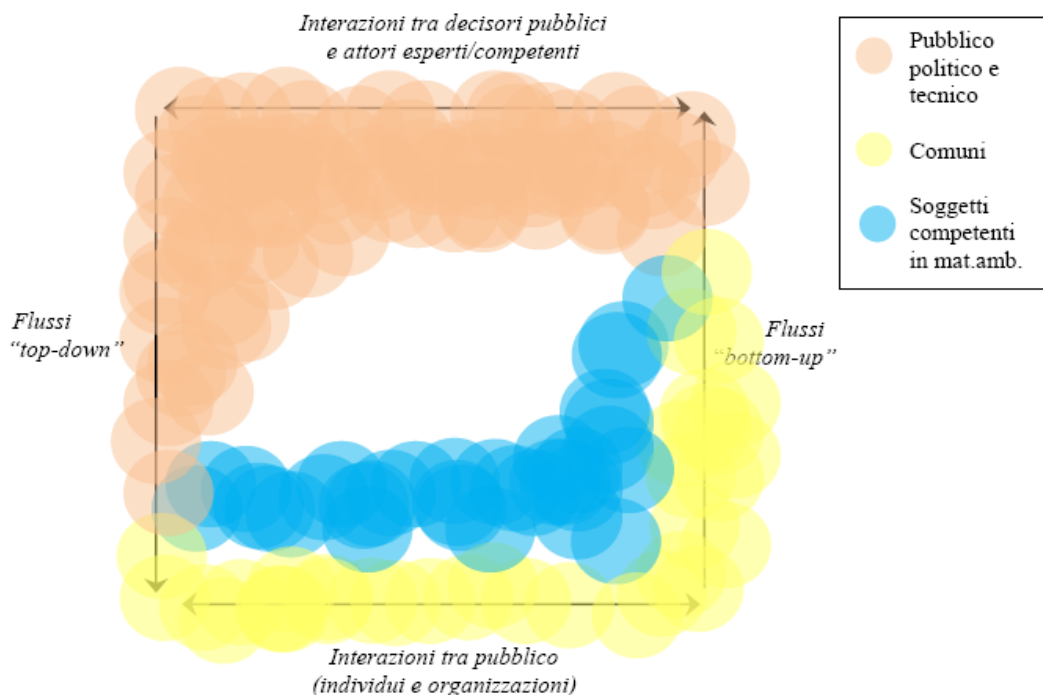 Interazioni tra decisori pubblici
e attori esperti/competenti
Pubblico
politico e
tecnico
Comuni
Soggetti
competenti
in mat.amb.
Flussi
“top-down”
Flussi
“bottom-up”
Interazioni tra pubblico
(individui e organizzazioni)